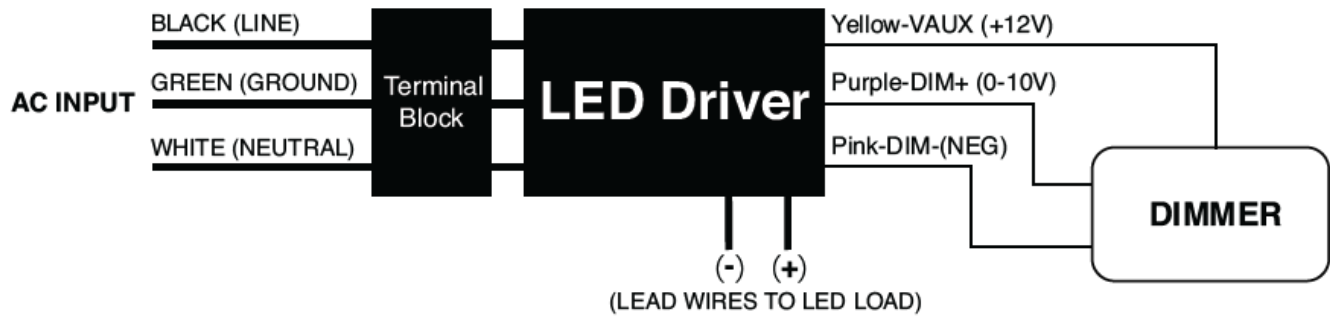 BLACK (LINE)
GREEN (GROUND)
AC INPUT
WHITE (NEUTRAL)
Terminal
Block
LED Driver
Yellow-VAUX (+12V)
Purple-DIM+ (0-10V)
Pink-DIM-(NEG)
DIMMER
(-) (+)
(LEAD WIRES TO LED LOAD)